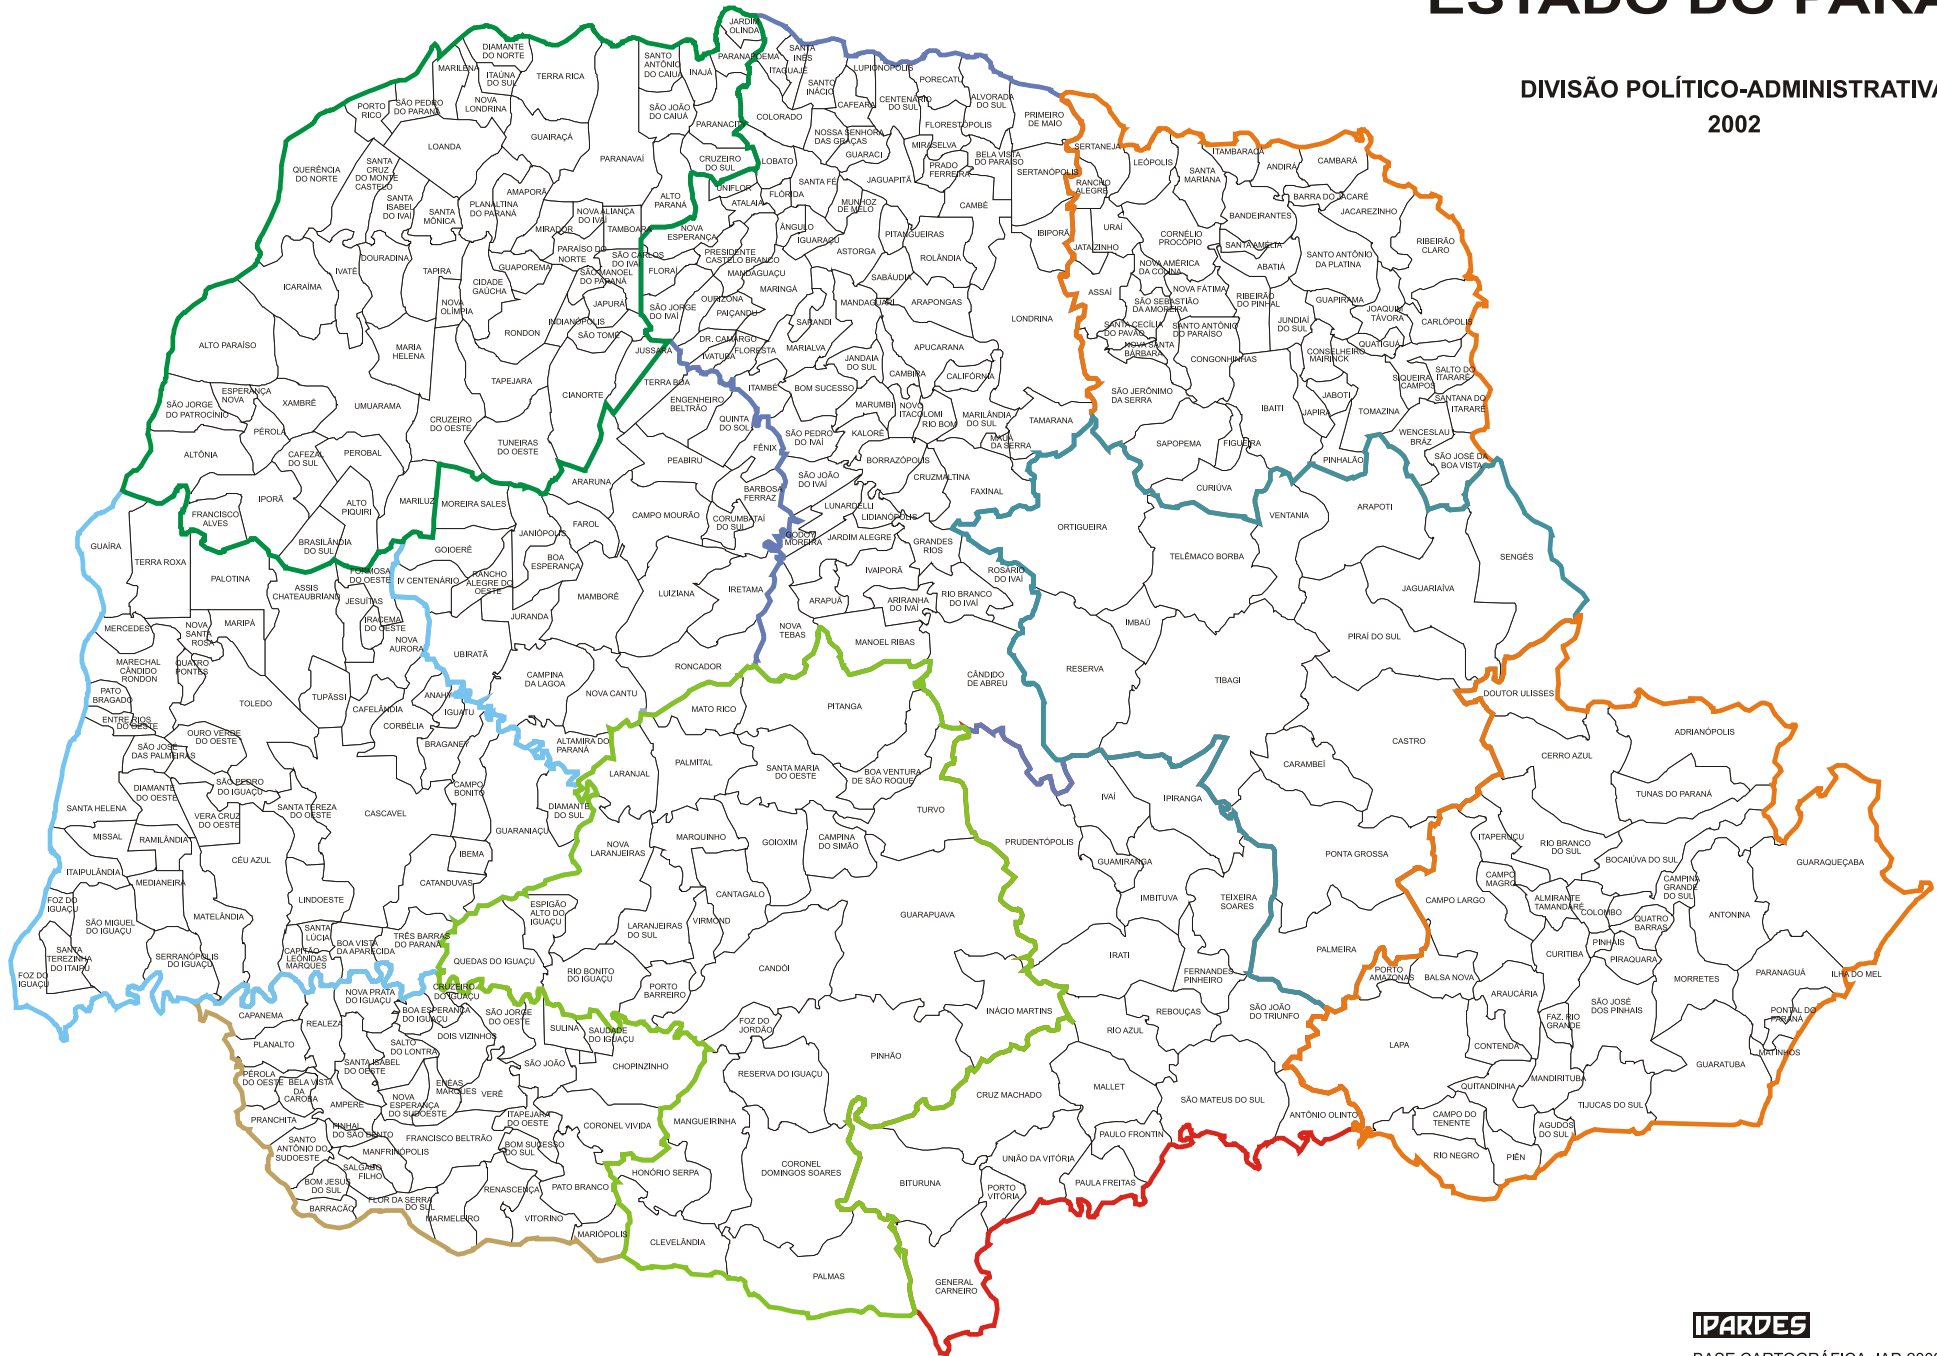 ESTADO DO PARA
DIVISÃO POLÍTICO-ADMINISTRATIVA
2002
JARDIM
OLINDA
DIAMANTE
DO NORTE
MARILENA
ITAÚNA
DO SUL
TERRA RICA
SANTO
ANTÔNIO
DO CAIUÁ
INAJÁ
PARANAPOEMA
SANTA
INÊS
ITAGUAJÉ
SANTO
INÁCIO
LUPIONÓPOLIS
PORECATU
CAFEARA
CENTENÁRIO
DO SUL
ALVORADA
DO SUL
PRIMEIRO
DE MAIO
PORTO
RICO
SÃO PEDRO
DO PARANÁ
NOVA
LONDRINA
SÃO JOÃO
DO CAIUÁ
PARANACITY
COLORADO
FLORESTÓPOLIS
LOANDA
GUAIRAÇÁ
PARANAVAÍ
CRUZEIRO
DO SUL
LOBATO
NOSSA SENHORA
DAS GRAÇAS
GUARACI
MIRASELVA
PRADO
FERREIRA
BELA VISTA
DO PARAÍSO
SERTANÓPOLIS
SERTANEJA
LEÓPOLIS
ITAMBARACÁ
SANTA
MARIANA
ANDIRÁ
CAMBARÁ
QUERÊNCIA
DO NORTE
SANTA
CRUZ
DO MONTE
CASTELO
SANTA
ISABEL
DO IVAÍ
SANTA
MÔNICA
PLANALTINA
DO PARANÁ
AMAPORÃ
ALTO
PARANÁ
UNIFLOR
ATALAIA
FLÓRIDA
SANTA FÉ
JAGUAPITÃ
MUNHOZ
DE MELO
CAMBÉ
RANCHO
ALEGRE
BARRA DO JACARÉ
JACAREZINHO
BANDEIRANTES
MIRADOR
NOVA ALIANÇA
DO IVAÍ
TAMBOARA
NOVA
ESPERANÇA
ÂNGULO
IGUARAÇU
ASTORGA
PITANGUEIRAS
ROLÂNDIA
IBIPORÃ
JATAIZINHO
URAÍ
CORNÉLIO
PROCÓPIO
SANTA AMÉLIA
ABATIÁ
SANTO ANTÔNIO
DA PLATINA
RIBEIRÃO
CLARO
ICARAÍMA
IVATÉ
DOURADINA
TAPIRA
CIDADE
GAÚCHA
GUAPOREMA
PARAÍSO DO
NORTE
SÃO CARLOS
DO IVAÍ
SÃO MANOEL
DO PARANÁ
FLORAÍ
PRESIDENTE
CASTELO BRANCO
MANDAGUAÇU
MARINGÁ
SABÁUDIA
MANDAGUARI
ARAPONGAS
LONDRINA
ASSAÍ
NOVA AMÉRICA
DA COLINA
NOVA FÁTIMA
SÃO SEBASTIÃO
DA AMOREIRA
RIBEIRÃO
DO PINHAL
GUAPIRAMA
JOAQUIM
TÁVORA
CARLÓPOLIS
NOVA
OLÍMPIA
RONDON
INDIANÓPOLIS
JAPURÁ
SÃO TOMÉ
SÃO JORGE
DO IVAÍ
OURIZONA
PAIÇANDU
SARANDI
MARIALVA
DR. CAMARGO
IVATUBA
FLORESTA
JUSSARA
APUCARANA
SANTA CECÍLIA
DO PAVÃO
NOVA SANTA
BÁRBARA
SANTO ANTÔNIO
DO PARAÍSO
CONGONHINHAS
JUNDIAÍ
DO SUL
CONSELHEIRO
MAIRINCK
QUATIGUÁ
SIQUEIRA
CAMPOS
SALTO DO
ITARARÉ
SANTANA DO
ITARARÉ
ALTO PARAÍSO
MARIA
HELENA
TAPEJARA
CIANORTE
TERRA BOA
ENGENHEIRO
BELTRÃO
ITAMBÉ
BOM SUCESSO
JANDAIA
DO SUL
CAMBIRA
CALIFÓRNIA
MARUMBI
NOVO
ITACOLOMI
RIO BOM
MARILÂNDIA
DO SUL
MAUÁ
DA SERRA
TAMARANA
SÃO JERÔNIMO
DA SERRA
SAPOPEMA
FIGUEIRA
IBAITI
JAPIRA
JABOTI
TOMAZINA
PINHALÃO
WENCESLAU
BRÁZ
SÃO JOSÉ DA
BOA VISTA
SÃO JORGE
DO PATROCÍNIO
ESPERANÇA
NOVA
XAMBRÊ
UMUARAMA
CRUZEIRO
DO OESTE
TUNEIRAS
DO OESTE
ALTÔNIA
PÉROLA
CAFEZAL
DO SUL
PEROBAL
QUINTA
DO SOL
FÊNIX
SÃO PEDRO
DO IVAÍ
KALORÉ
BORRAZÓPOLIS
CRUZMALTINA
FAXINAL
PEABIRU
ARARUNA
SÃO JOÃO
DO IVAÍ
BARBOSA
FERRAZ
CURIÚVA
FRANCISCO
ALVES
IPORÃ
BRASILÂNDIA
DO SUL
ALTO
PIQUIRI
MARILUZ
MOREIRA SALES
JANIÓPOLIS
FAROL
CAMPO MOURÃO
CORUMBATAÍ
DO SUL
LUNARDELLI
LIDIANÓPOLIS
GODOY
MOREIRA
JARDIM ALEGRE
GRANDES
RIOS
ORTIGUEIRA
VENTANIA
ARAPOTI
SENGÉS
TELÊMACO BORBA
JAGUARIAÍVA
GUAÍRA
TERRA ROXA
PALOTINA
ASSIS
CHATEAUBRIAND
FORMOSA
DO OESTE
JESUÍTAS
IRACEMA
DO OESTE
NOVA
AURORA
GOIOERÊ
IV CENTENÁRIO
RANCHO
ALEGRE DO
OESTE
BOA
ESPERANÇA
JURANDA
MAMBORÊ
LUIZIANA
IRETAMA
IVAIPORÃ
ARAPUÃ
ARIRANHA
DO IVAÍ
RIO BRANCO
DO IVAÍ
ROSÁRIO
DO IVAÍ
NOVA
TEBAS
MANOEL RIBAS
CÂNDIDO
DE ABREU
IMBAÚ
RESERVA
TIBAGI
PIRAÍ DO SUL
MERCEDES
NOVA
SANTA
ROSA
MARIPÁ
MARECHAL
CÂNDIDO
RONDON
QUATRO
PONTES
PATO
BRAGADO
ENTRE RIOS
DO OESTE
TOLEDO
TUPÃSSI
CAFELÂNDIA
CORBÉLIA
ANAHY
IGUATU
BRAGANEY
UBIRATÃ
CAMPINA
DA LAGOA
NOVA CANTU
RONCADOR
ALTAMIRA DO
PARANÁ
MATO RICO
PITANGA
DOUTOR ULISSES
CERRO AZUL
ADRIANÓPOLIS
SÃO JOSÉ
DAS PALMEIRAS
OURO VERDE
DO OESTE
SÃO PEDRO
DO IGUAÇU
DIAMANTE
DO OESTE
SANTA HELENA
VERA CRUZ
DO OESTE
SANTA TEREZA
DO OESTE
CASCAVEL
CAMPO
BONITO
GUARANIAÇU
DIAMANTE
DO SUL
LARANJAL
PALMITAL
SANTA MARIA
DO OESTE
BOA VENTURA
DE SÃO ROQUE
TURVO
IVAÍ
IPIRANGA
CARAMBEÍ
CASTRO
TUNAS DO PARANÁ
MISSAL
RAMILÂNDIA
CÉU AZUL
IBEMA
CATANDUVAS
NOVA
LARANJEIRAS
MARQUINHO
GOIOXIM
CAMPINA
DO SIMÃO
PRUDENTÓPOLIS
GUAMIRANGA
PONTA GROSSA
ITAPERUÇU
RIO BRANCO
DO SUL
BOCAIÚVA DO SUL
GUARAQUEÇABA
ITAIPULÂNDIA
MEDIANEIRA
FOZ DO
IGUAÇU
SÃO MIGUEL
DO IGUAÇU
MATELÂNDIA
LINDOESTE
ESPIGÃO
ALTO DO
IGUAÇU
LARANJEIRAS
DO SUL
VIRMOND
CANTAGALO
GUARAPUAVA
IMBITUVA
TEIXEIRA
SOARES
CAMPO LARGO
CAMPO
MAGRO
ALMIRANTE
TAMANDARÉ
COLOMBO
CAMPINA
GRANDE
DO SUL
QUATRO
BARRAS
ANTONINA
SANTA
TEREZINHA
DO ITAIPU
FOZ DO
IGUAÇU
SERRANÓPOLIS
DO IGUAÇU
SANTA
LÚCIA
CAPITÃO
LEÔNIDAS
MARQUES
BOA VISTA
DA APARECIDA
TRÊS BARRAS
DO PARANÁ
QUEDAS DO IGUAÇU
RIO BONITO
DO IGUAÇU
PORTO
BARREIRO
CANDÓI
IRATI
FERNANDES
PINHEIRO
PALMEIRA
PORTO
AMAZONAS
BALSA NOVA
CURITIBA
PINHAIS
PIRAQUARA
MORRETES
PARANAGUÁ
ILHA DO MEL
PONTAL DO
PARANÁ
MATINHOS
CAPANEMA
NOVA PRATA
DO IGUAÇU
REALEZA
CRUZEIRO
DO IGUAÇU
BOA ESPERANÇA
DO IGUAÇU
SÃO JORGE
DO OESTE
SULINA
SAUDADE
DO IGUAÇU
FOZ DO
JORDÃO
INÁCIO MARTINS
REBOUÇAS
SÃO JOÃO
DO TRIUNFO
RIO AZUL
ARAUCÁRIA
FAZ. RIO
GRANDE
SÃO JOSÉ
DOS PINHAIS
CONTENDA
LAPA
PLANALTO
PÉROLA
DO OESTE
BELA VISTA
DA
CAROBA
SANTA ISABEL
DO OESTE
SALTO
DO LONTRA
DOIS VIZINHOS
ENÉAS
MARQUES
VERÊ
SÃO JOÃO
CHOPINZINHO
PINHÃO
RESERVA DO IGUAÇU
CRUZ MACHADO
MALLET
SÃO MATEUS DO SUL
ANTÔNIO OLINTO
QUITANDINHA
MANDIRITUBA
TIJUCAS DO SUL
GUARATUBA
PRANCHITA
AMPERE
NOVA
ESPERANÇA
DO SUDOESTE
ITAPEJARA
DO OESTE
CORONEL VIVIDA
MANGUEIRINHA
SANTO
ANTÔNIO DO
SUDOESTE
PINHAL
DO SÃO BENTO
FRANCISCO BELTRÃO
MANFRINÓPOLIS
BOM SUCESSO
DO SUL
CAMPO DO
TENENTE
AGUDOS
DO SUL
PIÊN
RIO NEGRO
PAULO FRONTIN
UNIÃO DA VITÓRIA
PAULA FREITAS
PORTO
VITÓRIA
BITURUNA
CORONEL
DOMINGOS SOARES
HONÓRIO SERPA
PATO BRANCO
SALGADO
FILHO
BOM JESUS
DO SUL
BARRACÃO
FLOR DA SERRA
DO SUL
RENASCENÇA
MARMELEIRO
VITORINO
MARIÓPOLIS
CLEVELÂNDIA
PALMAS
GENERAL
CARNEIRO
IPARDES